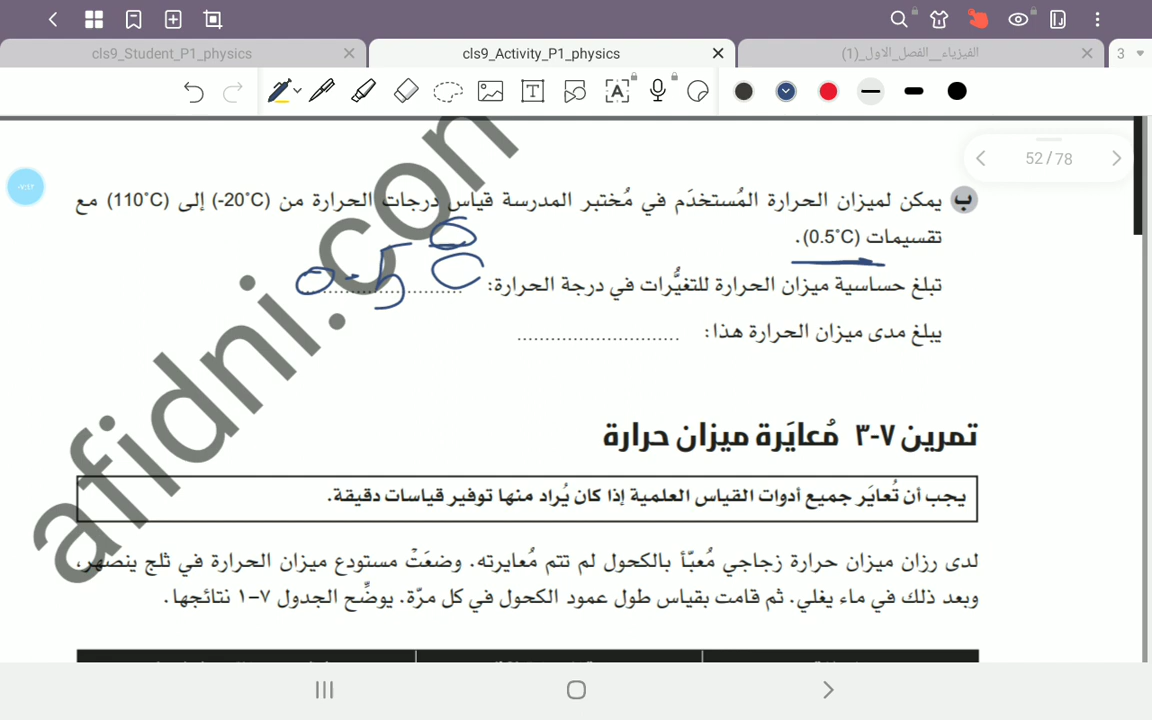 cls9_Student_P1_physics
cls9_Activity_P1_physics
الفيزياء__الفصل_الاول_(1)
3
52/78
ب يمكن لميزان الحرارة المُستخدَم في مُختبر المدرسة قياس درجات الحرارة من (-20˚C) إلى (110˚C) مع
تقسيمات (0.5˚C).
تبلغ حساسية ميزان الحرارة للتغيُّرات في درجة الحرارة: ..............................
يبلغ مدى ميزان الحرارة هذا: ..............................
تمرين ٧-٣ مُعايَرة ميزان حرارة
يجب أن تُعايَر جميع أدوات القياس العلمية إذا كان يُراد منها توفير قياسات دقيقة.
لدى رزان ميزان حرارة زجاجي مُعبّأ بالكحول لم تتم مُعايرته. وضعَتْ مستودع ميزان الحرارة في ثلج ينصهر،
وبعد ذلك في ماء يغلي. ثم قامت بقياس طول عمود الكحول في كل مرّة. يوضِّح الجدول ٧-١ نتائجها.
afidni.com